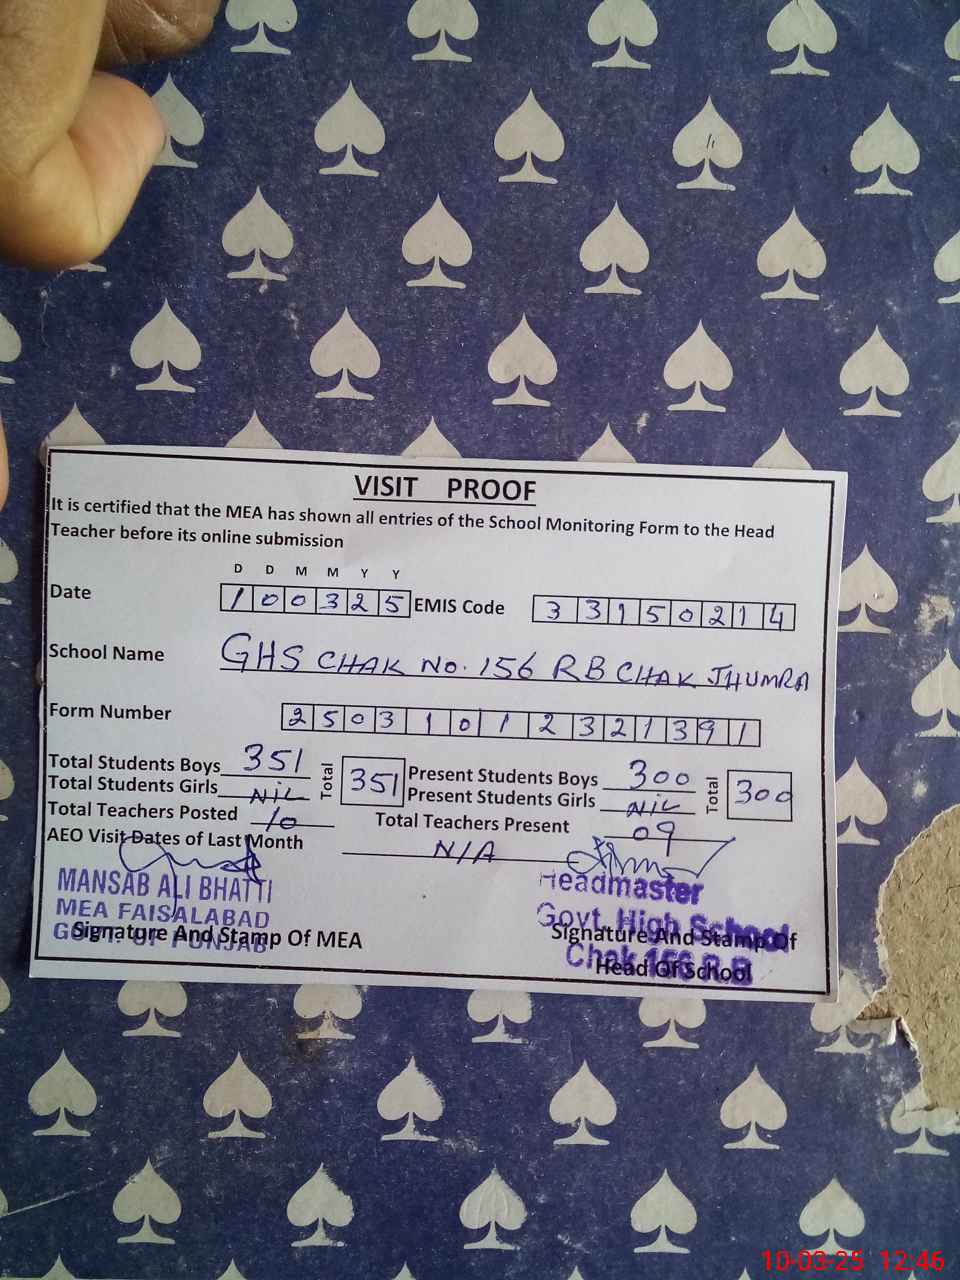 VISIT PROOF
It is certified that the MEA has shown all entries of the School Monitoring Form to the Head
Teacher before its online submission
D D M M Y Y
Date 1 0 0 3 2 5 EMIS Code 3 3 1 5 0 2 1 4
School Name GHS CHAK No. 156 RB CHAK JHUMRA
Form Number 2 5 0 3 1 0 1 2 3 2 1 3 9 1
Total Students Boys 351 Total 351 Present Students Boys 300 Total 300
Total Students Girls NIL Present Students Girls NIL
Total Teachers Posted 10 Total Teachers Present 09
AEO Visit Dates of Last Month N/A
MANSAB ALI BHATTI
MEA FAISALABAD
GOVT. OF PUNJAB
Signature And Stamp Of MEA
Headmaster
Govt. High School
Chak 156 R.B
Signature And Stamp Of
Head Of School
10-03-25 12:46